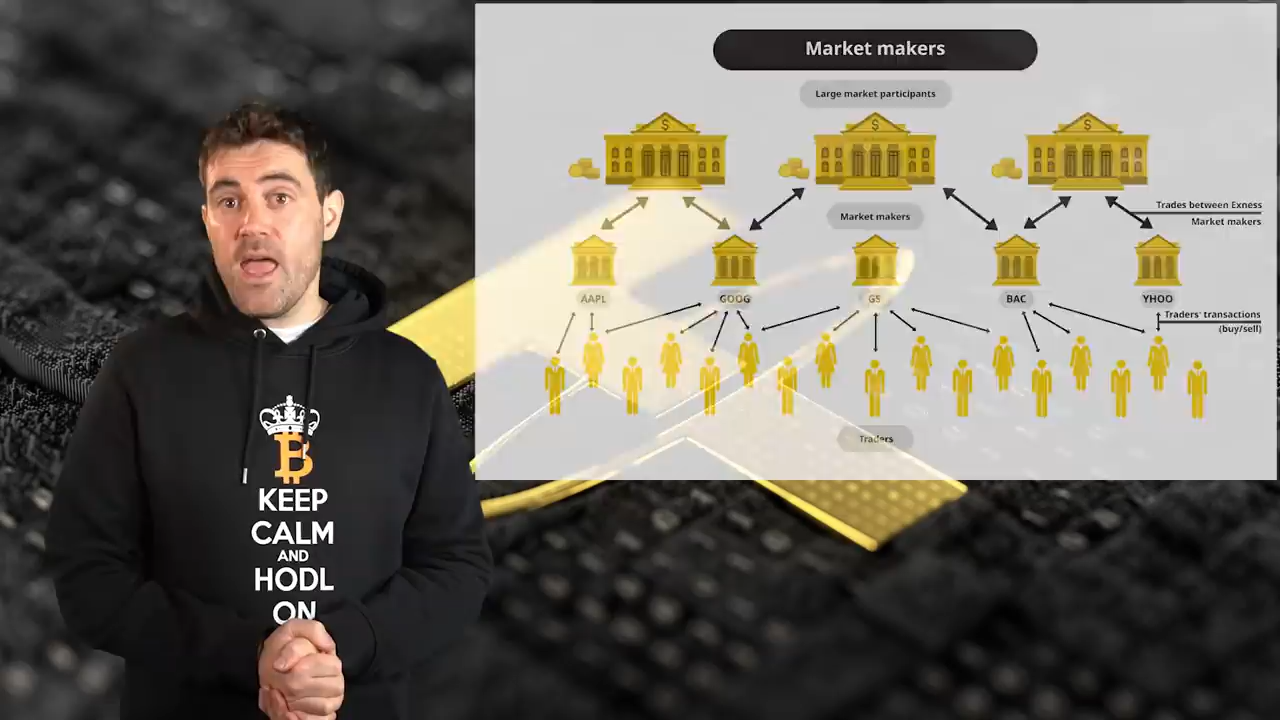 Market makers
Large market participants
Trades between Exness
Market makers
Market makers
AAPL
GOOG
GS
BAC
YHOO
Traders' transactions
(buy/sell)
Traders
KEEP
CALM
AND
HODL
ON